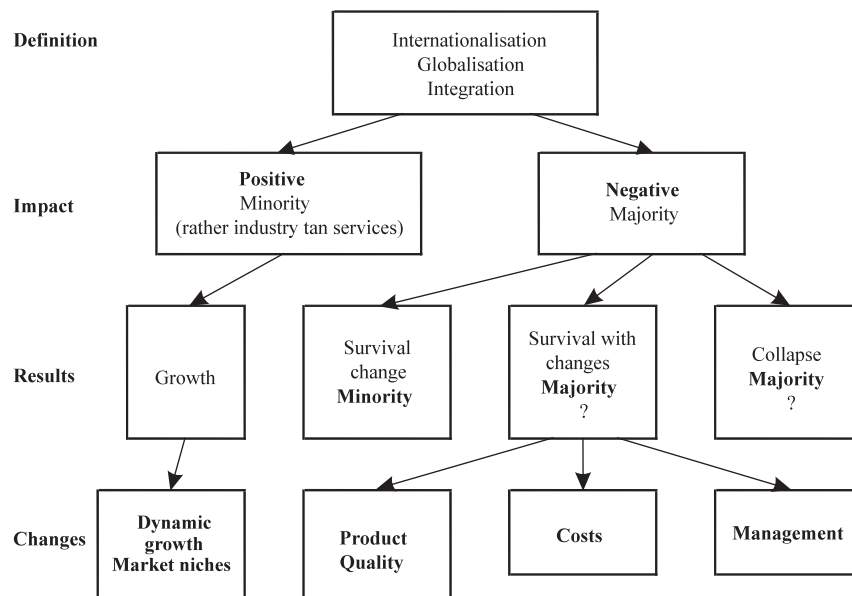 Definition
Internationalisation
Globalisation
Integration
Impact
Positive
Minority
(rather industry tan services)
Negative
Majority
Results
Growth
Survival
change
Minority
Survival with
changes
Majority
?
Collapse
Majority
?
Changes
Dynamic
growth
Market niches
Product
Quality
Costs
Management